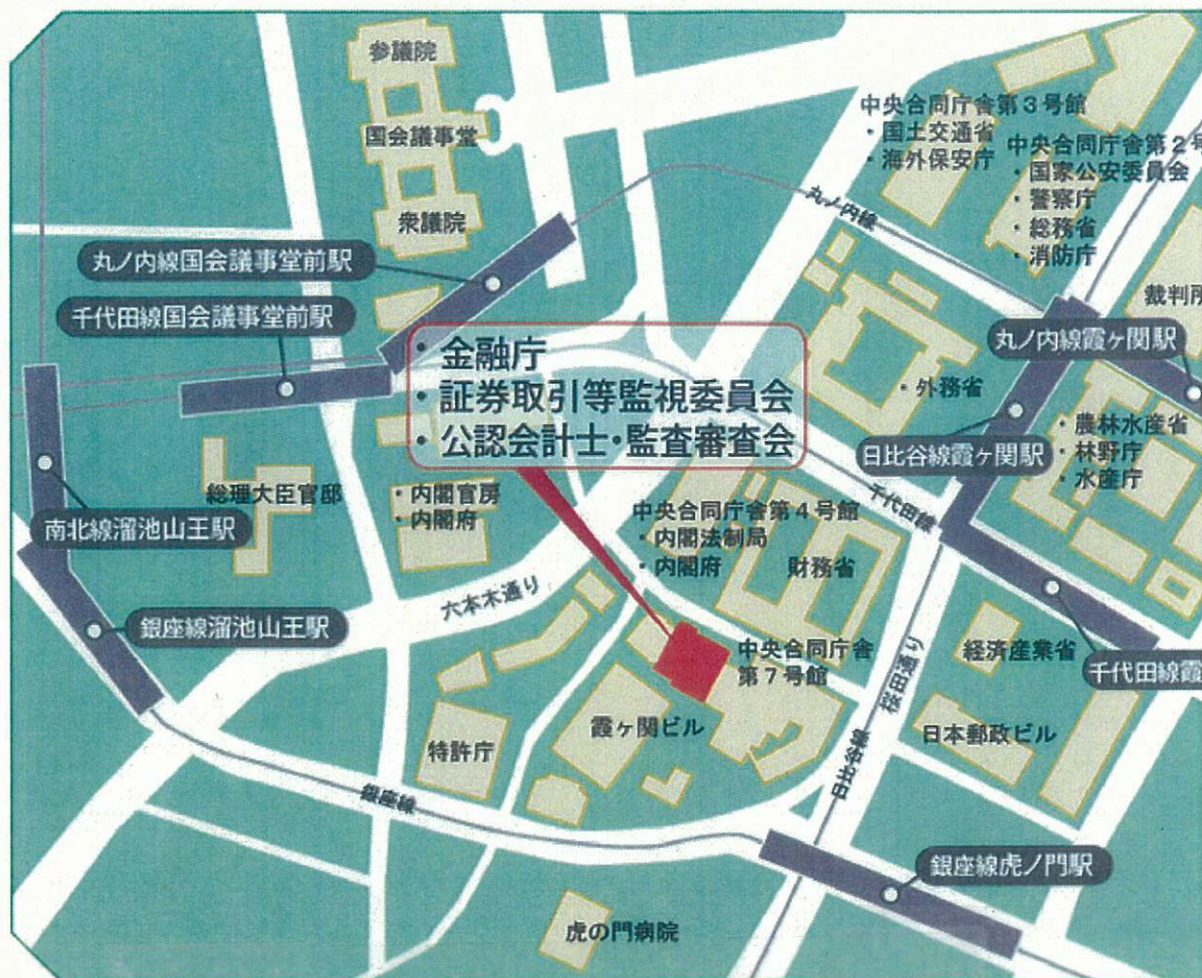 参議院
国会議事堂
衆議院
中央合同庁舎第3号館
・国土交通省
・海外保安庁
中央合同庁舎第2号
・国家公安委員会
・警察庁
・総務省
・消防庁
丸ノ内線
裁判所
丸ノ内線国会議事堂前駅
千代田線国会議事堂前駅
・金融庁
・証券取引等監視委員会
・公認会計士・監査審査会
丸ノ内線霞ヶ関駅
・外務省
日比谷線霞ヶ関駅
・農林水産省
・林野庁
・水産庁
千代田線
総理大臣官邸
・内閣官房
・内閣府
南北線溜池山王駅
中央合同庁舎第4号館
・内閣法制局
・内閣府
財務省
六本木通り
銀座線溜池山王駅
中央合同庁舎
第7号館
経済産業省
千代田線霞
桜田通り
霞ヶ関ビル
特許庁
日本郵政ビル
日比谷線
銀座線
銀座線虎ノ門駅
虎の門病院